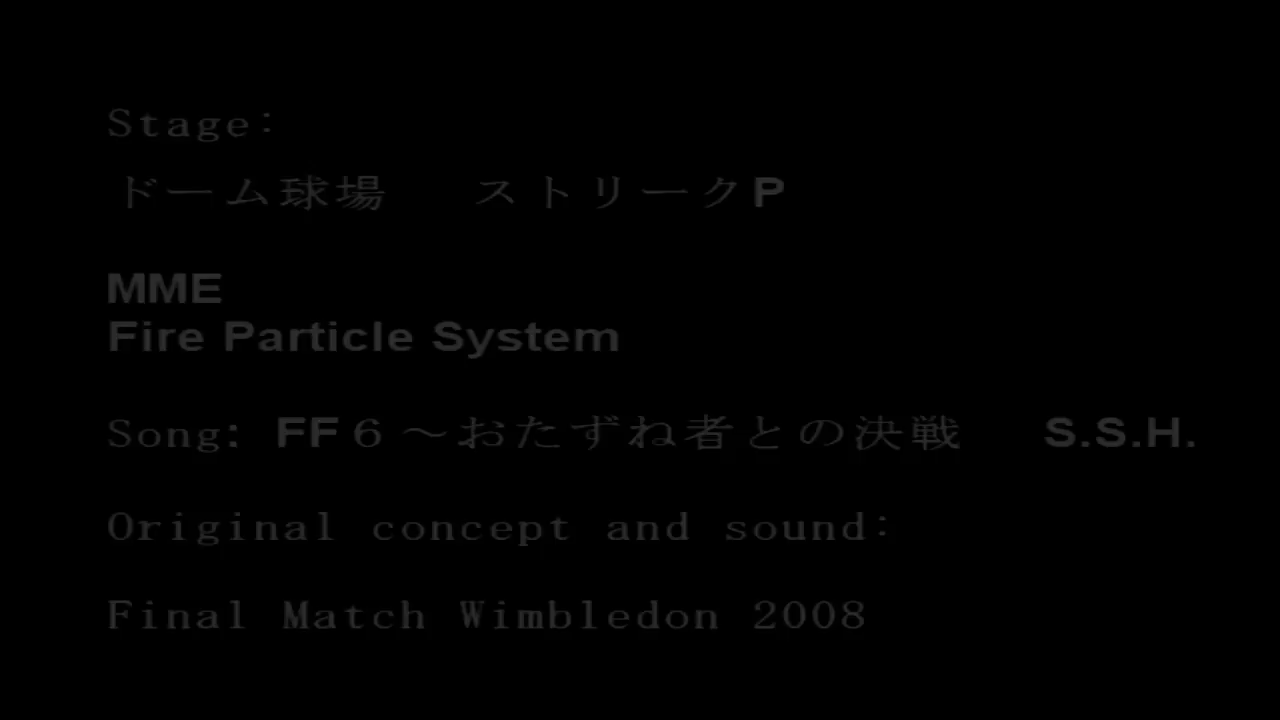 Stage:
ドーム球場 ストリークP
MME
Fire Particle System
Song: FF６～おたずね者との決戦 S.S.H.
Original concept and sound:
Final Match Wimbledon 2008